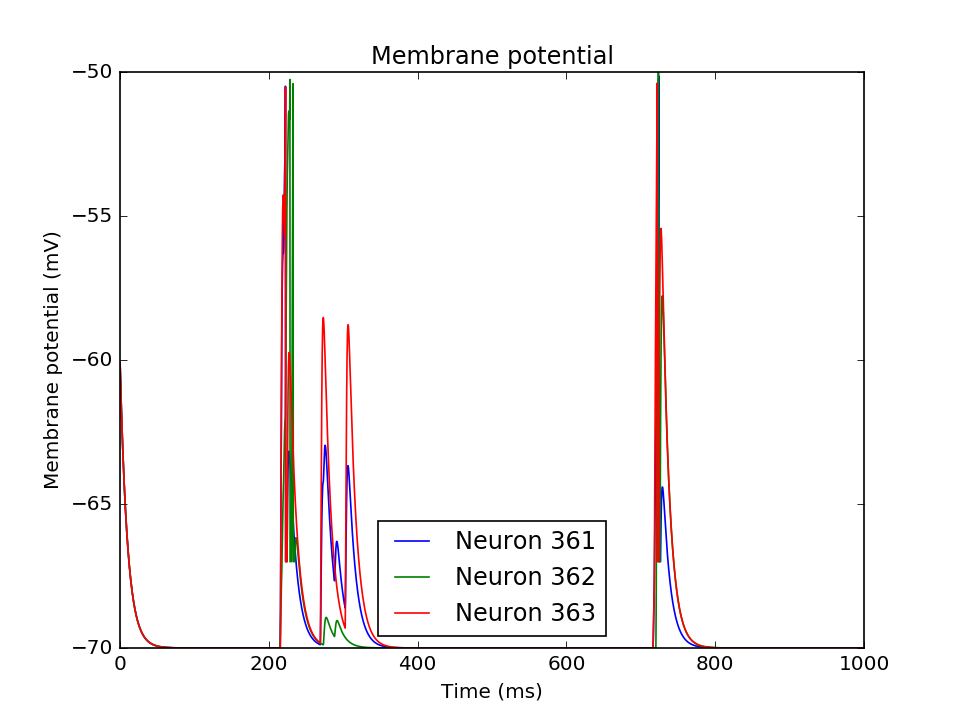 Membrane potential
Membrane potential (mV)
−50
−55
−60
−65
−70
Neuron 361
Neuron 362
Neuron 363
0 200 400 600 800 1000
Time (ms)